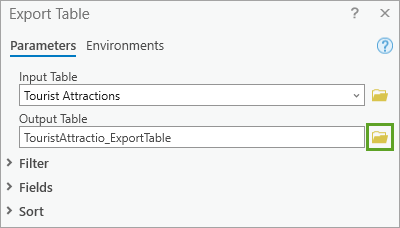 Export Table ? ×
Parameters Environments ?
Input Table
Tourist Attractions
Output Table
TouristAttractio_ExportTable
Filter
Fields
Sort